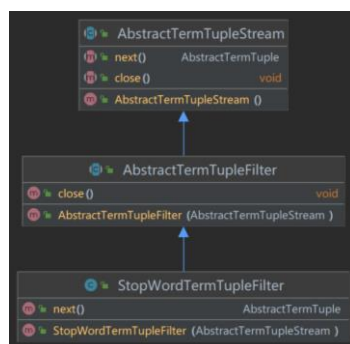 AbstractTermTupleStream
next() AbstractTermTuple
close() void
AbstractTermTupleStream ()
AbstractTermTupleFilter
close() void
AbstractTermTupleFilter (AbstractTermTupleStream )
StopWordTermTupleFilter
next() AbstractTermTuple
StopWordTermTupleFilter (AbstractTermTupleStream )